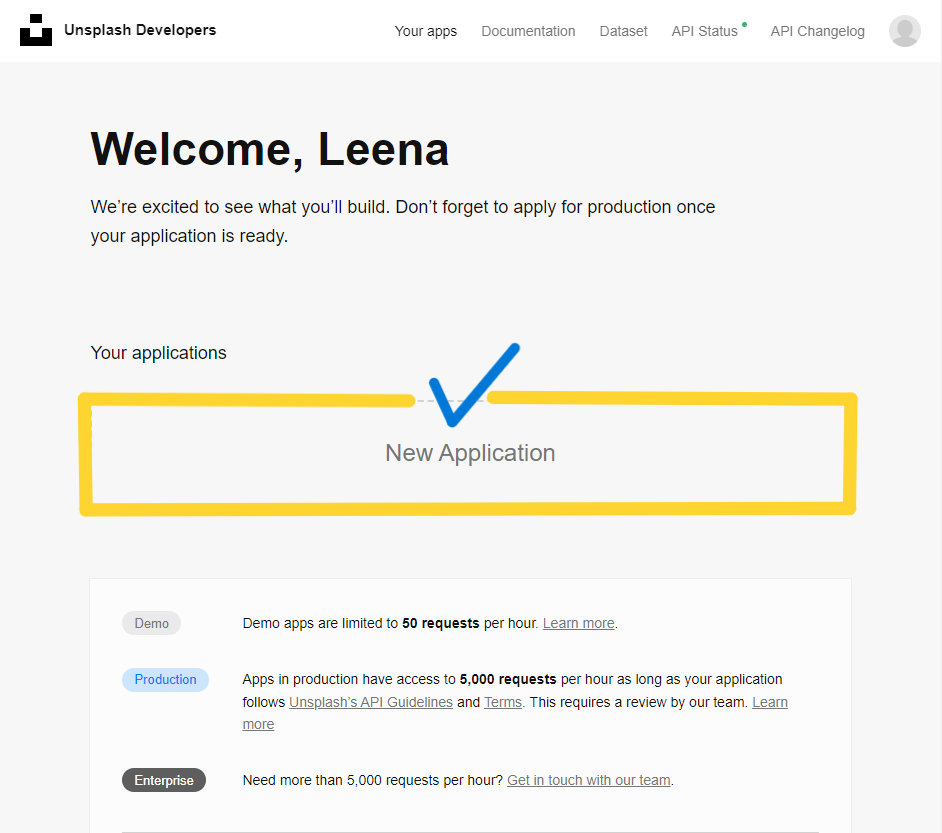 Unsplash Developers
Your apps Documentation Dataset API Status API Changelog
Welcome, Leena
We’re excited to see what you’ll build. Don’t forget to apply for production once
your application is ready.
Your applications
New Application
Demo Demo apps are limited to 50 requests per hour. Learn more.
Production Apps in production have access to 5,000 requests per hour as long as your application
follows Unsplash's API Guidelines and Terms. This requires a review by our team. Learn
more
Enterprise Need more than 5,000 requests per hour? Get in touch with our team.